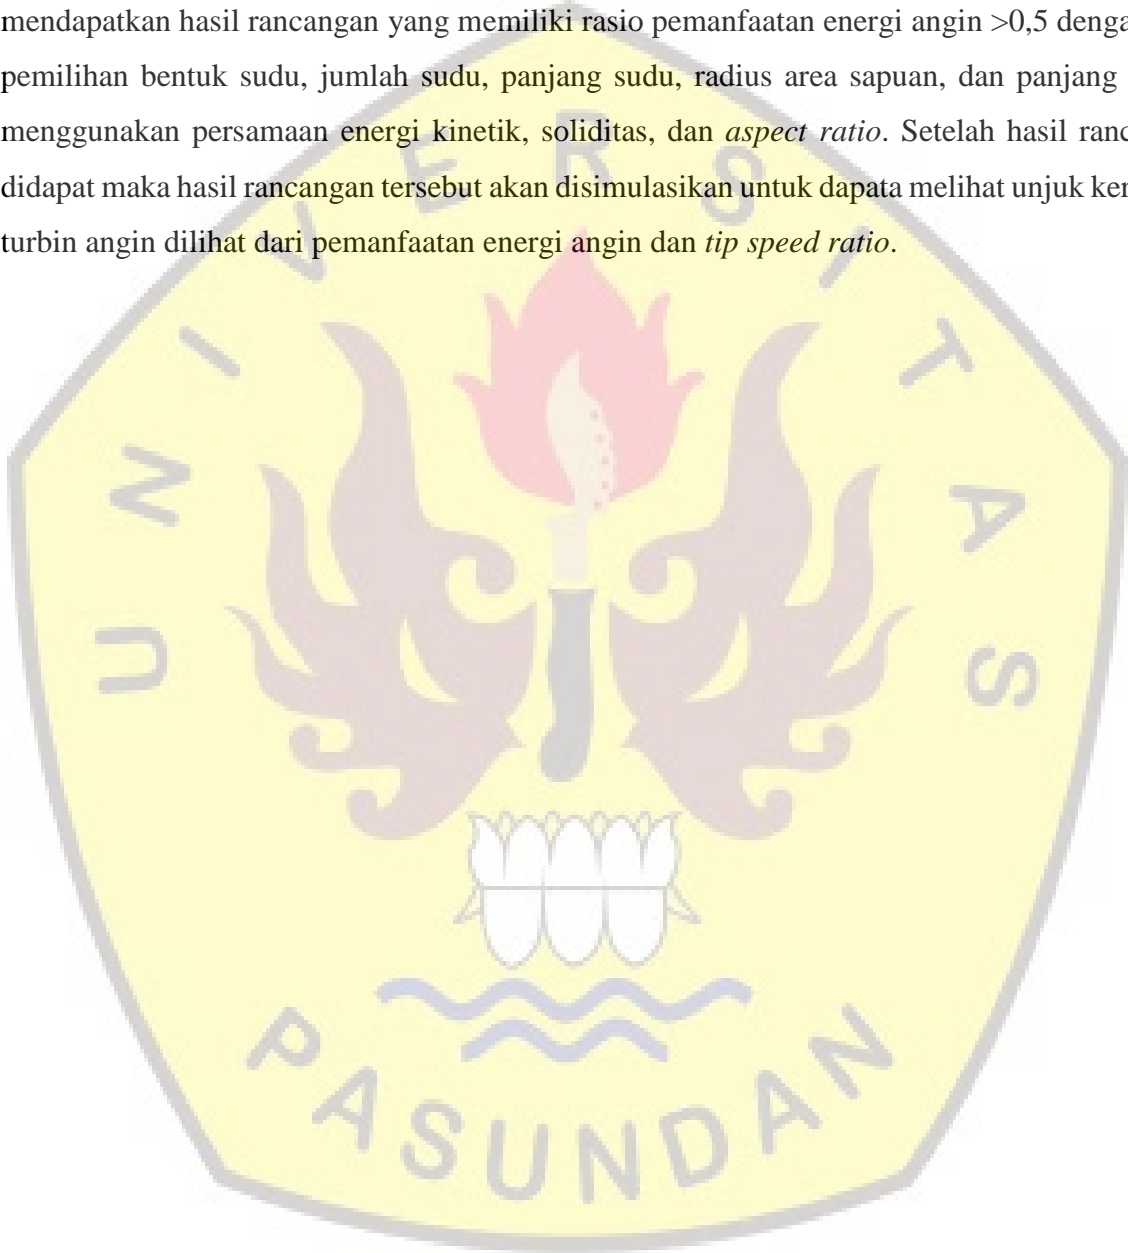 mendapatkan hasil rancangan yang memiliki rasio pemanfaatan energi angin >0,5 denga
pemilihan bentuk sudu, jumlah sudu, panjang sudu, radius area sapuan, dan panjang
menggunakan persamaan energi kinetik, soliditas, dan aspect ratio. Setelah hasil ranc
didapat maka hasil rancangan tersebut akan disimulasikan untuk dapata melihat unjuk ker
turbin angin dilihat dari pemanfaatan energi angin dan tip speed ratio.
UNIVERSITAS
PASUNDAN